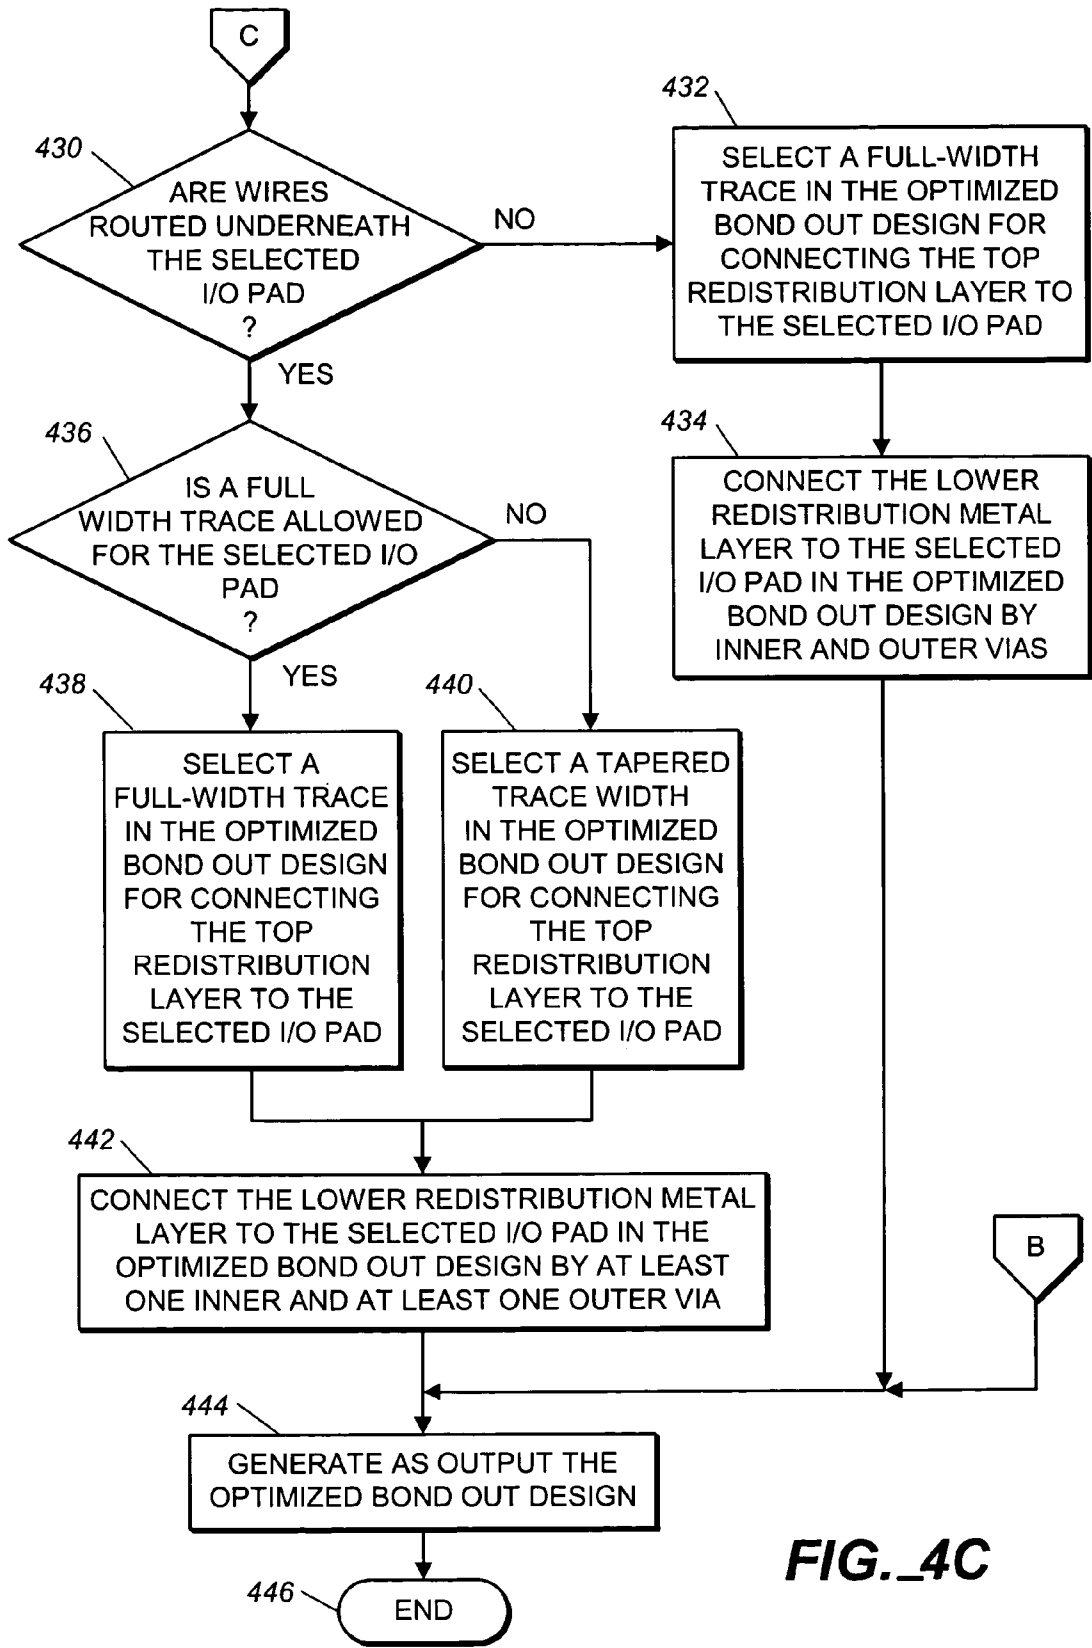 C
430
ARE WIRES
ROUTED UNDERNEATH
THE SELECTED
I/O PAD
?
NO
YES
432
SELECT A FULL-WIDTH
TRACE IN THE OPTIMIZED
BOND OUT DESIGN FOR
CONNECTING THE TOP
REDISTRIBUTION LAYER TO
THE SELECTED I/O PAD
434
CONNECT THE LOWER
REDISTRIBUTION METAL
LAYER TO THE SELECTED
I/O PAD IN THE OPTIMIZED
BOND OUT DESIGN BY
INNER AND OUTER VIAS
436
IS A FULL
WIDTH TRACE ALLOWED
FOR THE SELECTED I/O
PAD
?
NO
YES
438
SELECT A
FULL-WIDTH TRACE
IN THE OPTIMIZED
BOND OUT DESIGN
FOR CONNECTING
THE TOP
REDISTRIBUTION
LAYER TO THE
SELECTED I/O PAD
440
SELECT A TAPERED
TRACE WIDTH
IN THE OPTIMIZED
BOND OUT DESIGN
FOR CONNECTING
THE TOP
REDISTRIBUTION
LAYER TO THE
SELECTED I/O PAD
442
CONNECT THE LOWER REDISTRIBUTION METAL
LAYER TO THE SELECTED I/O PAD IN THE
OPTIMIZED BOND OUT DESIGN BY AT LEAST
ONE INNER AND AT LEAST ONE OUTER VIA
B
444
GENERATE AS OUTPUT THE
OPTIMIZED BOND OUT DESIGN
446
END
FIG._4C